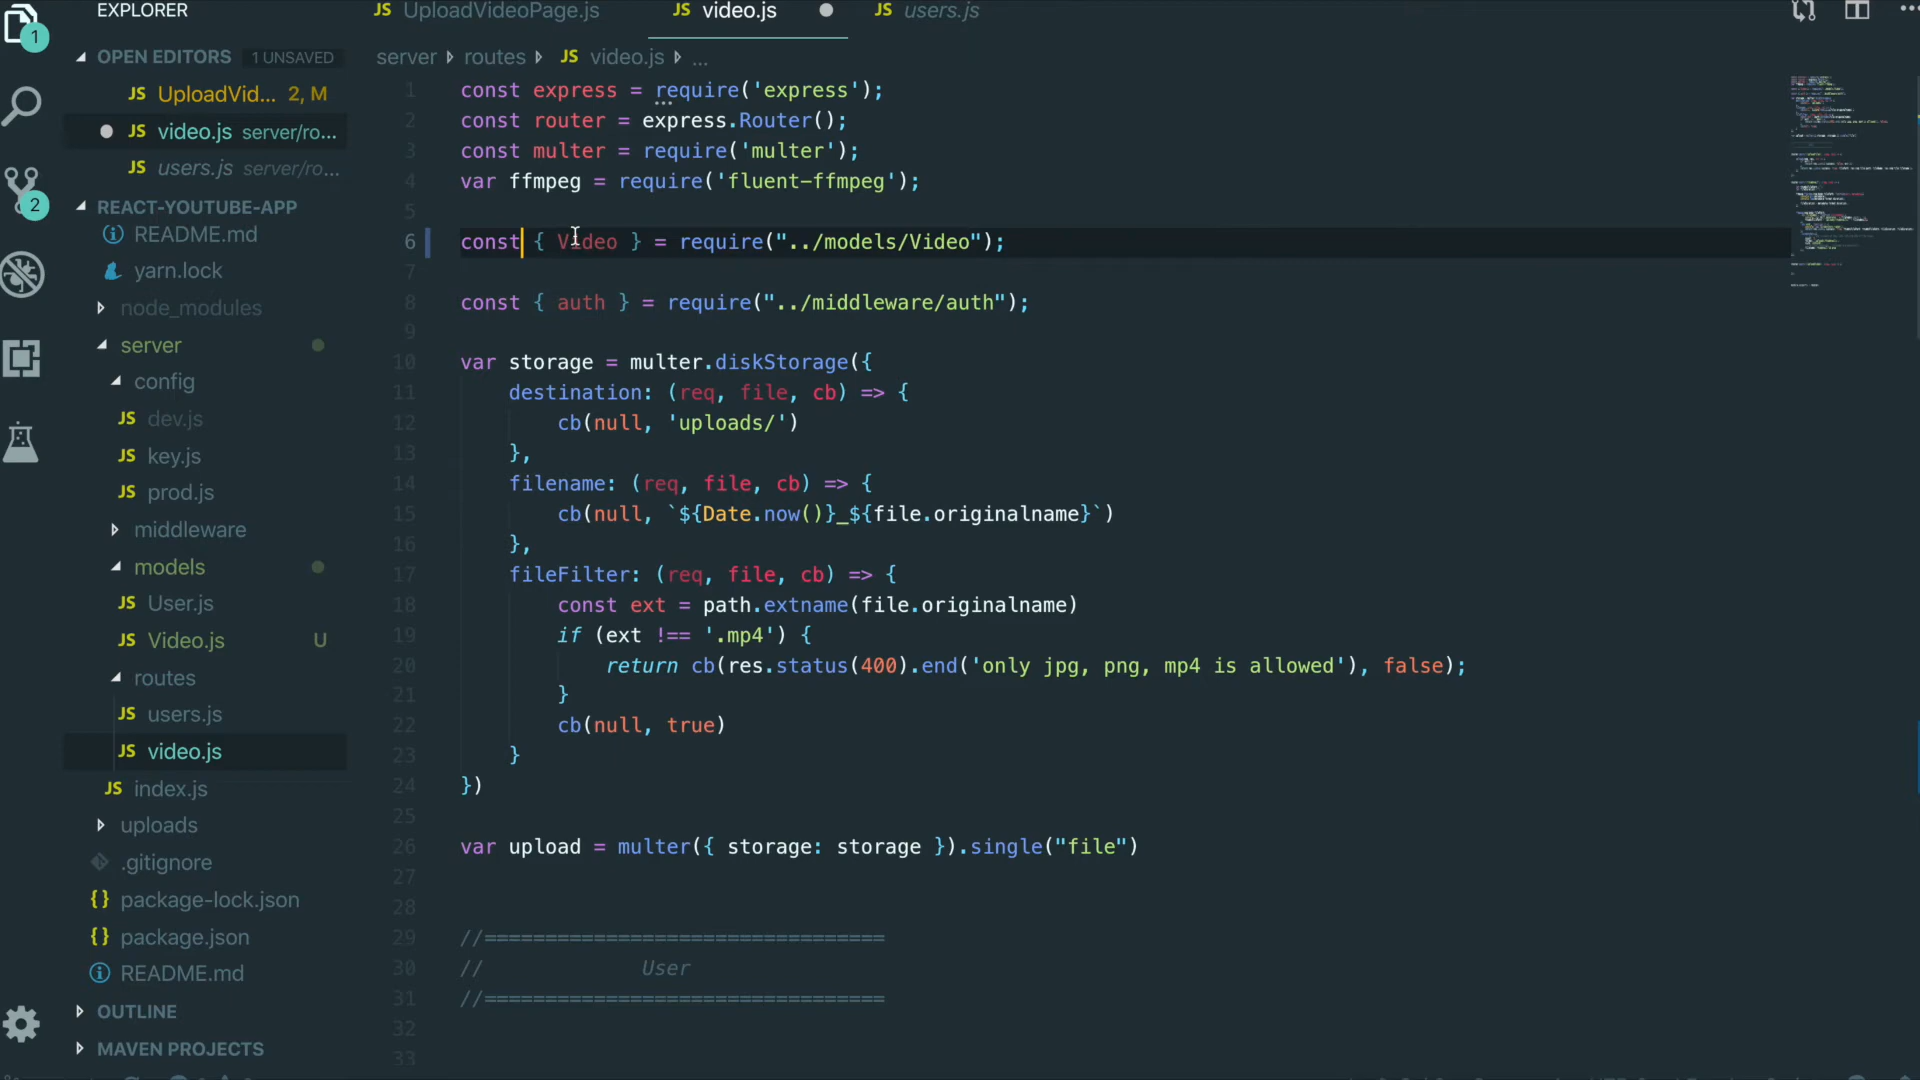 EXPLORER
1
OPEN EDITORS 1 UNSAVED
JS UploadVid... 2, M
JS video.js server/ro...
JS users.js server/ro...
2
REACT-YOUTUBE-APP
README.md
yarn.lock
node_modules
server
config
JS dev.js
JS key.js
JS prod.js
middleware
models
JS User.js
JS Video.js U
routes
JS users.js
JS video.js
JS index.js
uploads
.gitignore
{} package-lock.json
{} package.json
README.md
OUTLINE
MAVEN PROJECTS
JS UploadVideoPage.js JS video.js JS users.js
server routes JS video.js ...
1 const express = require('express');
2 const router = express.Router();
3 const multer = require('multer');
4 var ffmpeg = require('fluent-ffmpeg');
5
6 const { Video } = require("../models/Video");
7
8 const { auth } = require("../middleware/auth");
9
10 var storage = multer.diskStorage({
11 destination: (req, file, cb) => {
12 cb(null, 'uploads/')
13 },
14 filename: (req, file, cb) => {
15 cb(null, `${Date.now()}_${file.originalname}`)
16 },
17 fileFilter: (req, file, cb) => {
18 const ext = path.extname(file.originalname)
19 if (ext !== '.mp4') {
20 return cb(res.status(400).end('only jpg, png, mp4 is allowed'), false);
21 }
22 cb(null, true)
23 }
24 })
25
26 var upload = multer({ storage: storage }).single("file")
27
28
29 //=================================
30 // User
31 //=================================
32
33